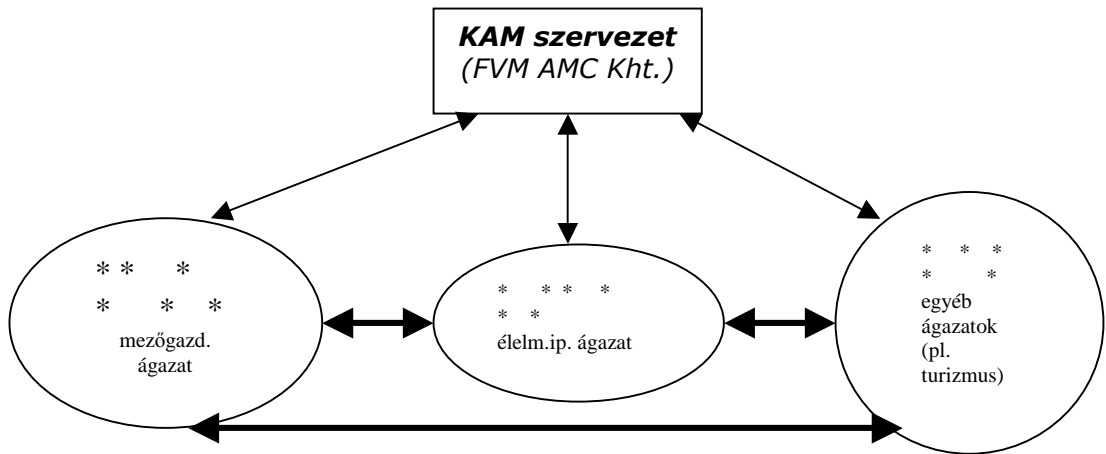 KAM szervezet
(FVM AMC Kht.)
* * *
* * *
mezőgazd.
ágazat
* * * *
* *
élelm.ip. ágazat
* * *
* *
egyéb
ágazatok
(pl.
turizmus)